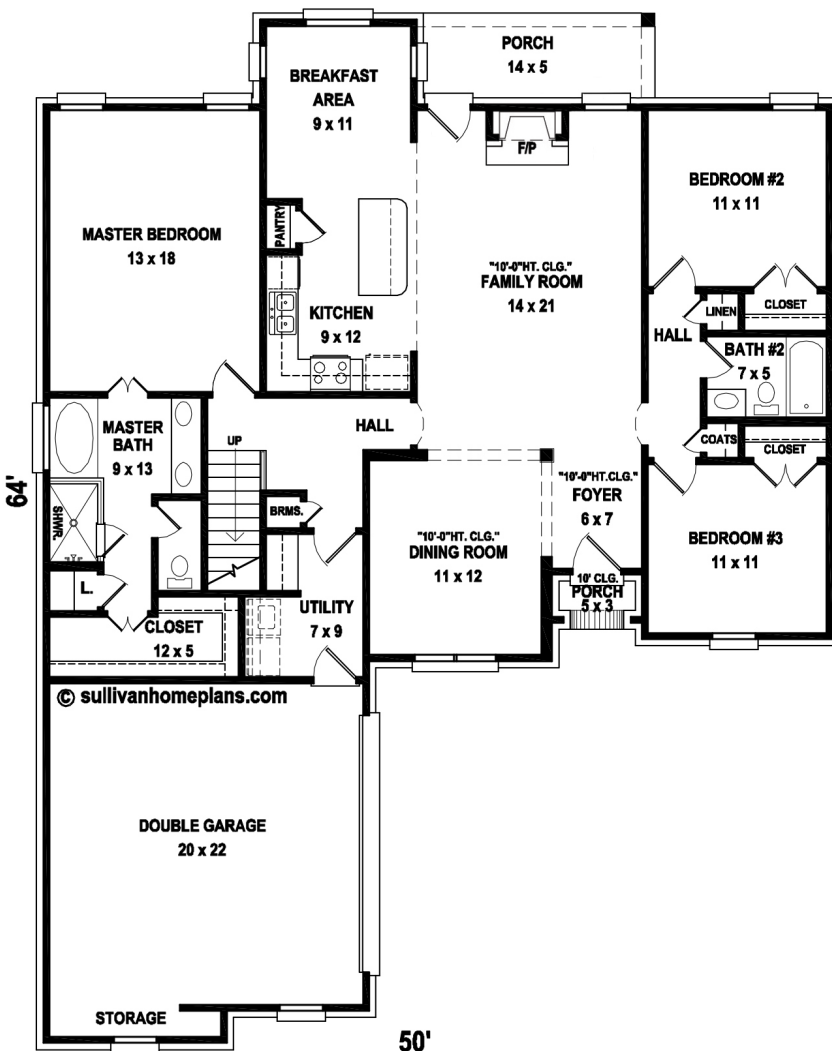 PORCH
14 x 5
BREAKFAST
AREA
9 x 11
F/P
BEDROOM #2
11 x 11
PANTRY
MASTER BEDROOM
13 x 18
"10'-0"HT. CLG."
FAMILY ROOM
14 x 21
KITCHEN
9 x 12
LINEN
CLOSET
HALL
BATH #2
7 x 5
MASTER
BATH
9 x 13
UP
HALL
COATS
CLOSET
64'
SHWR.
BRMS.
"10'-0"HT.CLG."
FOYER
6 x 7
"10'-0"HT. CLG."
DINING ROOM
11 x 12
BEDROOM #3
11 x 11
L.
10' CLG.
PORCH
5 x 3
UTILITY
7 x 9
CLOSET
12 x 5
© sullivanhomeplans.com
DOUBLE GARAGE
20 x 22
STORAGE
50'